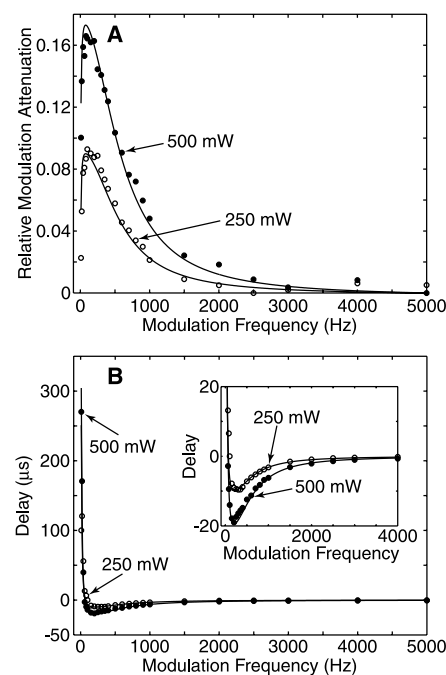 A
Relative Modulation Attenuation
0.16
0.12
0.08
0.04
0
500 mW
250 mW
0 1000 2000 3000 4000 5000
Modulation Frequency (Hz)
B
Delay (µs)
300
200
100
0
-50
500 mW
250 mW
0 1000 2000 3000 4000 5000
Modulation Frequency (Hz)
Delay
20
0
-20
250 mW
500 mW
0 2000 4000
Modulation Frequency